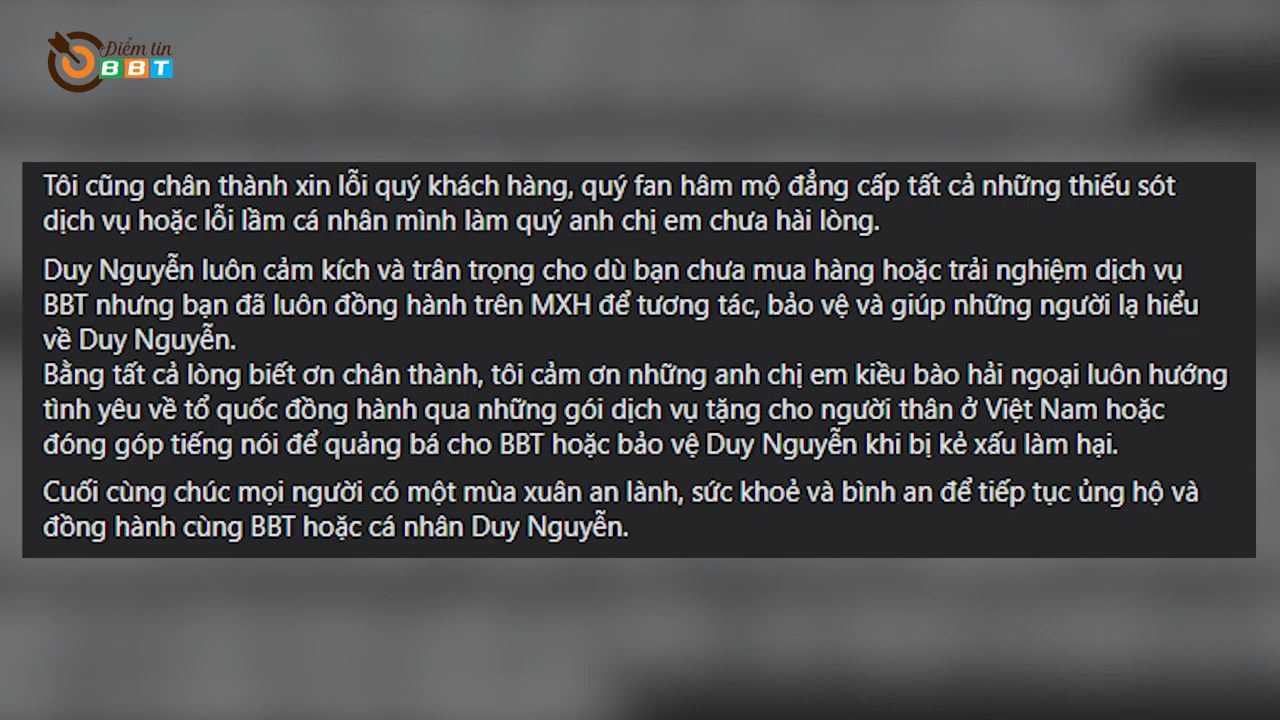 Điểm tin
BBT
Tôi cũng chân thành xin lỗi quý khách hàng, quý fan hâm mộ đẳng cấp tất cả những thiếu sót
dịch vụ hoặc lỗi lầm cá nhân mình làm quý anh chị em chưa hài lòng.
Duy Nguyễn luôn cảm kích và trân trọng cho dù bạn chưa mua hàng hoặc trải nghiệm dịch vụ
BBT nhưng bạn đã luôn đồng hành trên MXH để tương tác, bảo vệ và giúp những người lạ hiểu
về Duy Nguyễn.
Bằng tất cả lòng biết ơn chân thành, tôi cảm ơn những anh chị em kiều bào hải ngoại luôn hướng
tình yêu về tổ quốc đồng hành qua những gói dịch vụ tặng cho người thân ở Việt Nam hoặc
đóng góp tiếng nói để quảng bá cho BBT hoặc bảo vệ Duy Nguyễn khi bị kẻ xấu làm hại.
Cuối cùng chúc mọi người có một mùa xuân an lành, sức khoẻ và bình an để tiếp tục ủng hộ và
đồng hành cùng BBT hoặc cá nhân Duy Nguyễn.